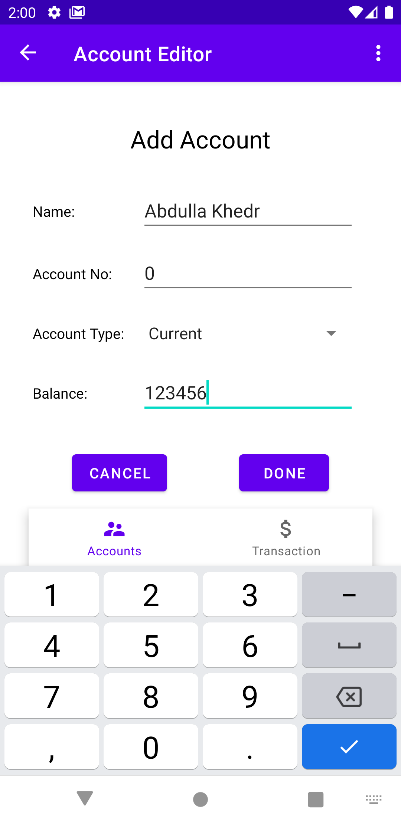 2:00
Account Editor
Add Account
Name: Abdulla Khedr
Account No: 0
Account Type: Current
Balance: 123456
CANCEL DONE
Accounts Transaction
1 2 3 –
4 5 6
7 8 9
, 0 .